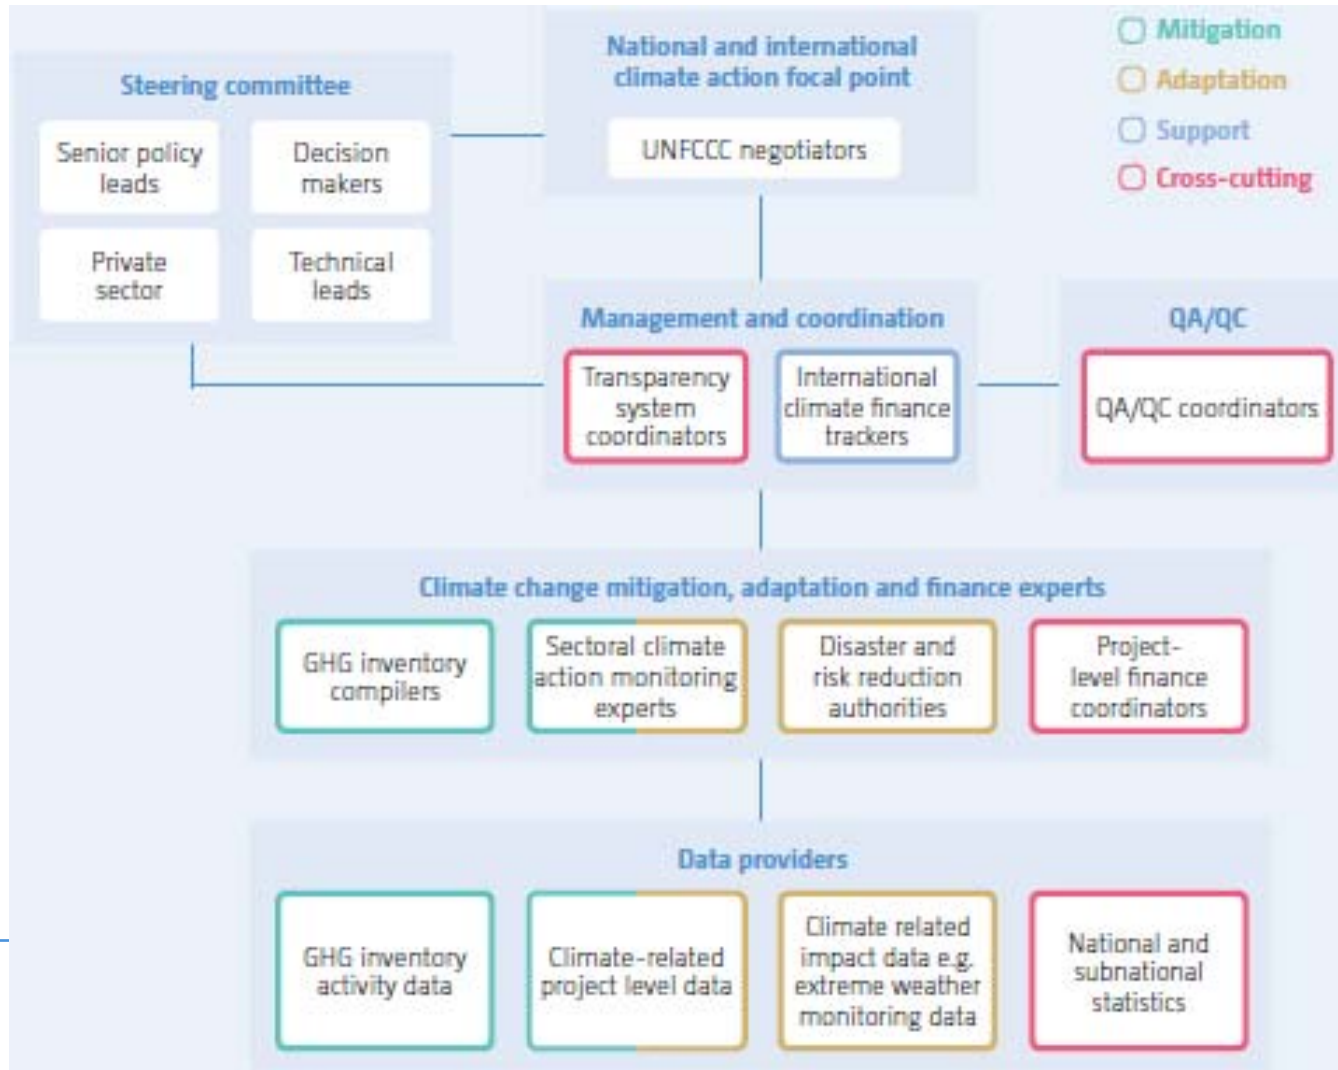 Steering committee
Senior policy
leads
Decision
makers
Private
sector
Technical
leads
National and international
climate action focal point
UNFCCC negotiators
Mitigation
Adaptation
Support
Cross-cutting
Management and coordination
Transparency
system
coordinators
International
climate finance
trackers
QA/QC
QA/QC coordinators
Climate change mitigation, adaptation and finance experts
GHG inventory
compilers
Sectoral climate
action monitoring
experts
Disaster and
risk reduction
authorities
Project-
level finance
coordinators
Data providers
GHG inventory
activity data
Climate-related
project level data
Climate related
impact data e.g.
extreme weather
monitoring data
National and
subnational
statistics